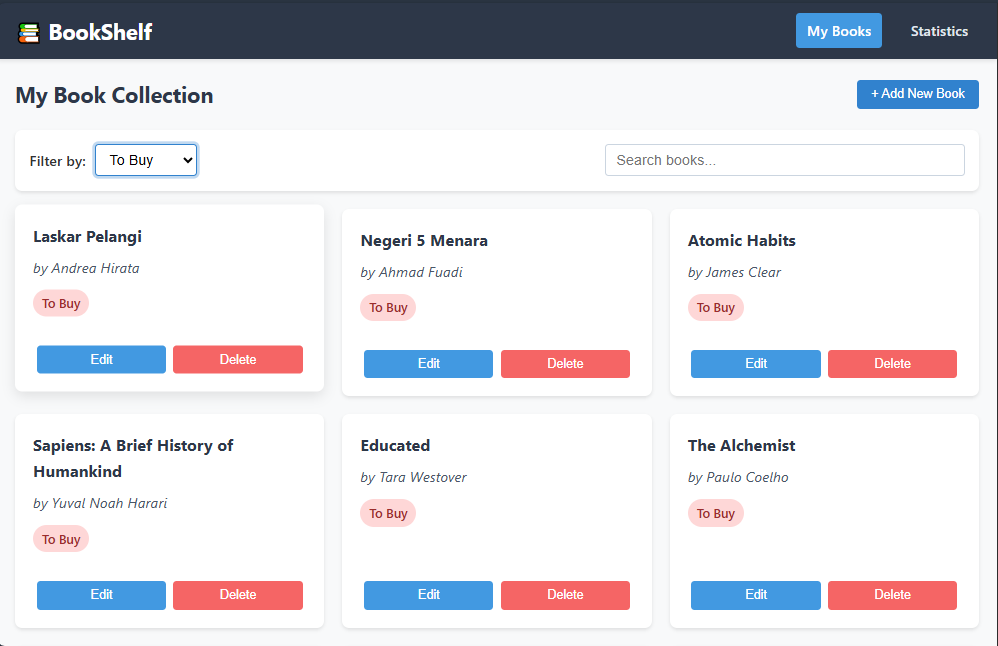 BookShelf
My Books
Statistics
My Book Collection
+ Add New Book
Filter by:
To Buy
Search books...
Laskar Pelangi
by Andrea Hirata
To Buy
Edit
Delete
Negeri 5 Menara
by Ahmad Fuadi
To Buy
Edit
Delete
Atomic Habits
by James Clear
To Buy
Edit
Delete
Sapiens: A Brief History of
Humankind
by Yuval Noah Harari
To Buy
Edit
Delete
Educated
by Tara Westover
To Buy
Edit
Delete
The Alchemist
by Paulo Coelho
To Buy
Edit
Delete